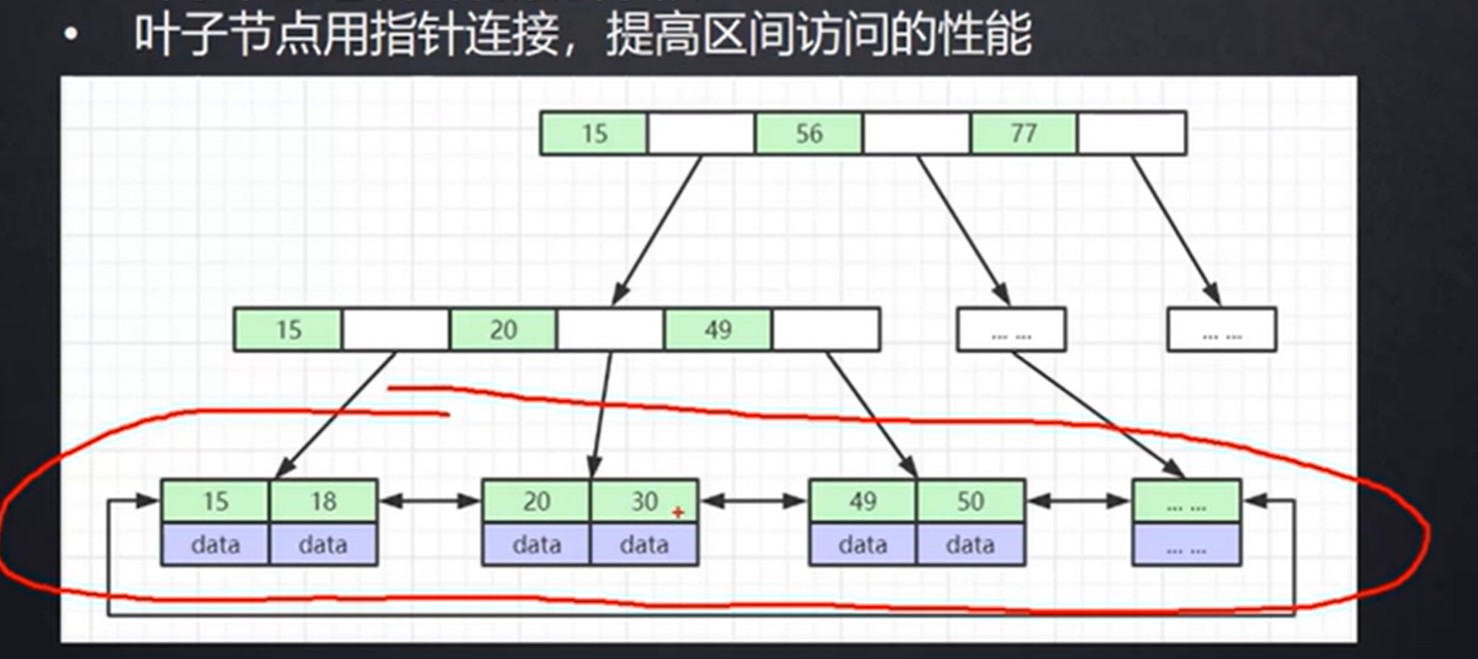 • 叶子节点用指针连接，提高区间访问的性能
15 56 77
15 20 49 ... ... ... ...
15 18 20 30 49 50 ... ...
data data data data data data ... ...